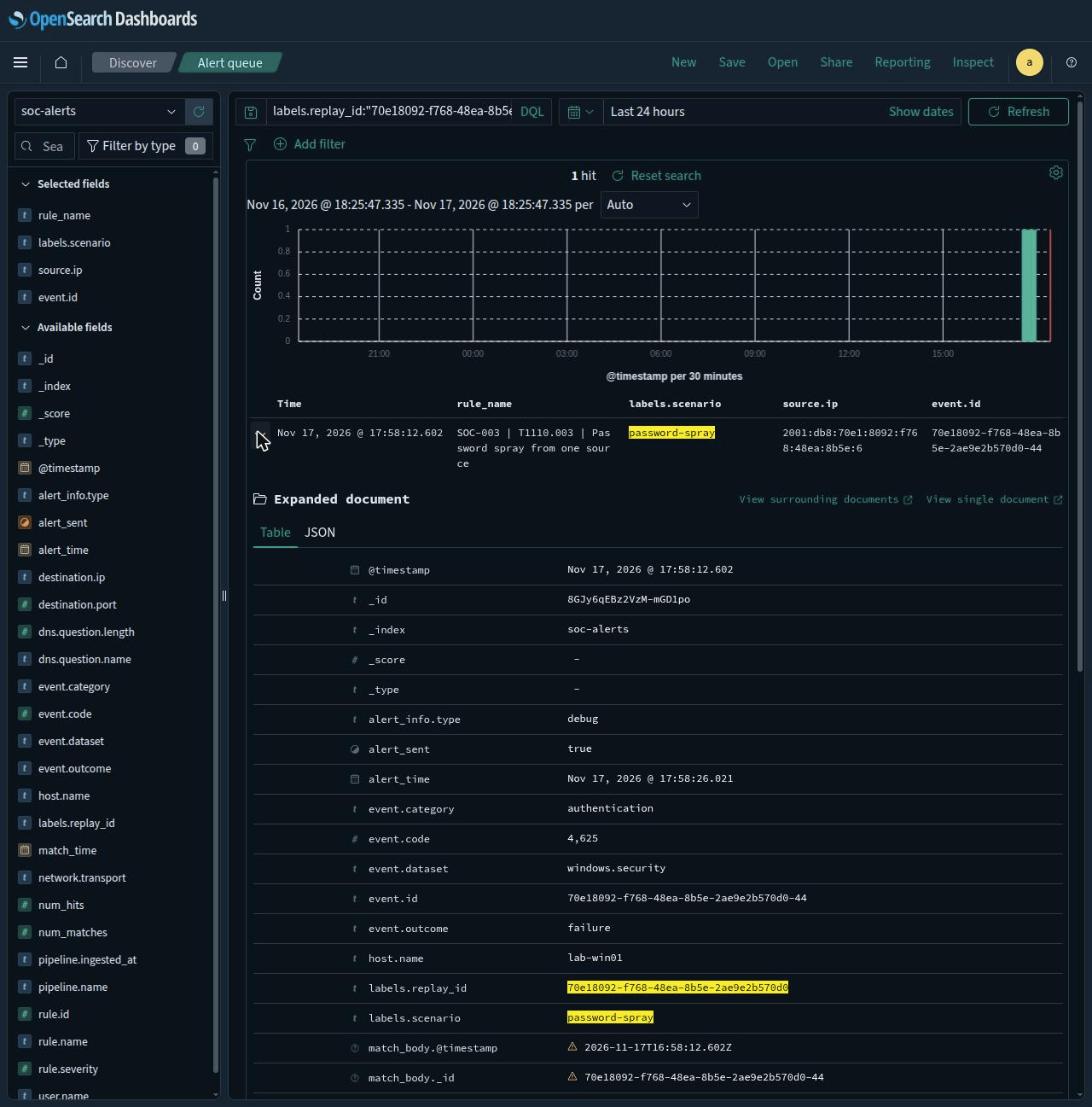 OpenSearch Dashboards
Discover
Alert queue
New
Save
Open
Share
Reporting
Inspect
a
soc-alerts
labels.replay_id:"70e18092-f768-48ea-8b5e
DQL
Last 24 hours
Show dates
Refresh
Sea
Filter by type 0
Add filter
Selected fields
rule_name
labels.scenario
source.ip
event.id
Available fields
_id
_index
_score
_type
@timestamp
alert_info.type
alert_sent
alert_time
destination.ip
destination.port
dns.question.length
dns.question.name
event.category
event.code
event.dataset
event.outcome
host.name
labels.replay_id
match_time
network.transport
num_hits
num_matches
pipeline.ingested_at
pipeline.name
rule.id
rule.name
rule.severity
user.name
1 hit
Reset search
Nov 16, 2026 @ 18:25:47.335 - Nov 17, 2026 @ 18:25:47.335 per
Auto
Count
1
0.8
0.6
0.4
0.2
0
21:00
00:00
03:00
06:00
09:00
12:00
15:00
@timestamp per 30 minutes
Time
rule_name
labels.scenario
source.ip
event.id
Nov 17, 2026 @ 17:58:12.602
SOC-003 | T1110.003 | Pas
sword spray from one sour
ce
password-spray
2001:db8:70e1:8092:f76
8:48ea:8b5e:6
70e18092-f768-48ea-8b
5e-2ae9e2b570d0-44
Expanded document
View surrounding documents
View single document
Table
JSON
@timestamp Nov 17, 2026 @ 17:58:12.602
_id 8GJy6qEBz2VzM-mGD1po
_index soc-alerts
_score -
_type -
alert_info.type debug
alert_sent true
alert_time Nov 17, 2026 @ 17:58:26.021
event.category authentication
event.code 4,625
event.dataset windows.security
event.id 70e18092-f768-48ea-8b5e-2ae9e2b570d0-44
event.outcome failure
host.name lab-win01
labels.replay_id 70e18092-f768-48ea-8b5e-2ae9e2b570d0
labels.scenario password-spray
match_body.@timestamp 2026-11-17T16:58:12.602Z
match_body._id 70e18092-f768-48ea-8b5e-2ae9e2b570d0-44